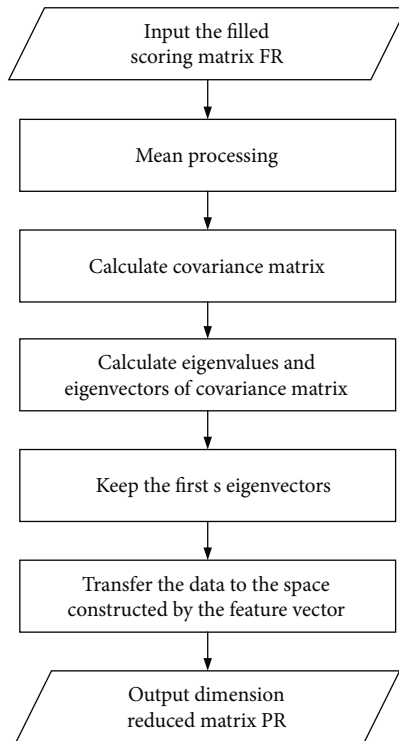 Input the filled
scoring matrix FR
Mean processing
Calculate covariance matrix
Calculate eigenvalues and
eigenvectors of covariance matrix
Keep the first s eigenvectors
Transfer the data to the space
constructed by the feature vector
Output dimension
reduced matrix PR